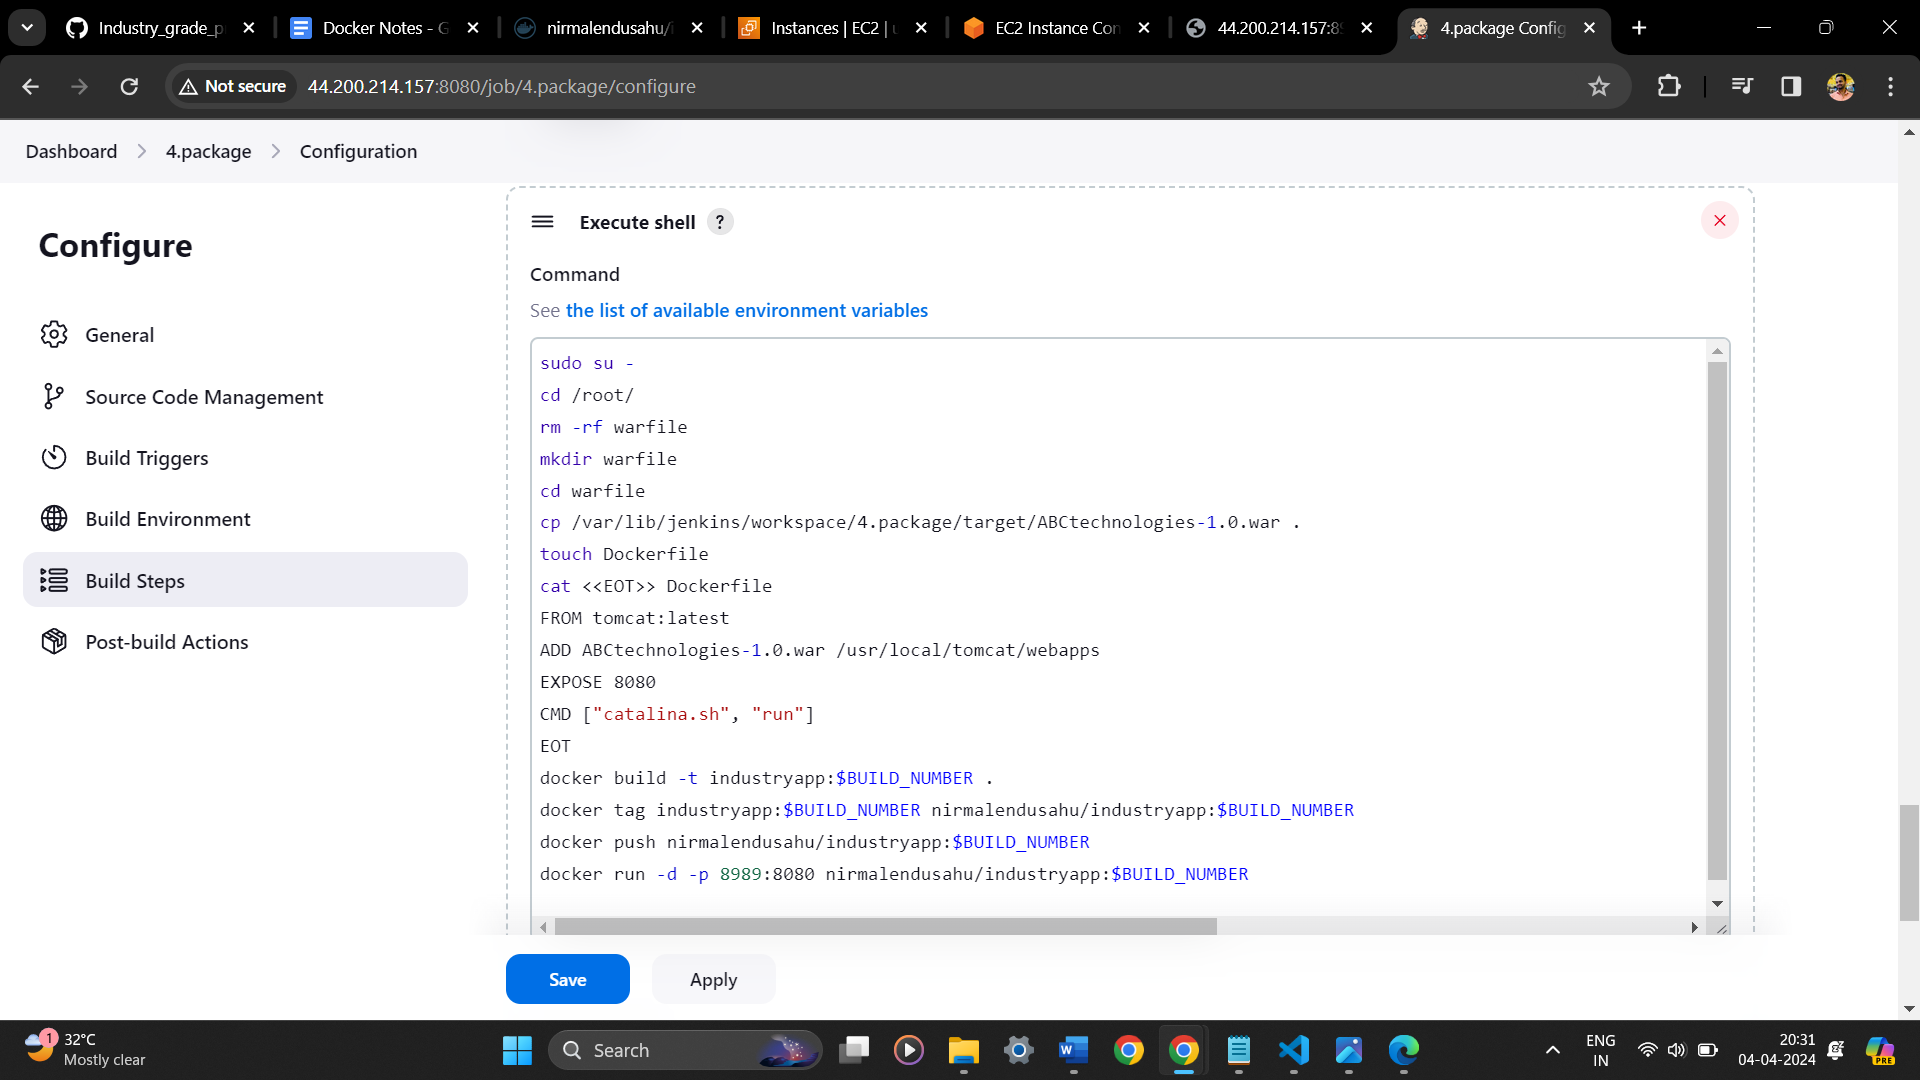 Industry_grade_p
Docker Notes - G
nirmalendusahu/i
Instances | EC2 | u
EC2 Instance Con
44.200.214.157:89
4.package Config
Not secure
44.200.214.157:8080/job/4.package/configure
Dashboard
4.package
Configuration
Configure
General
Source Code Management
Build Triggers
Build Environment
Build Steps
Post-build Actions
Execute shell ?
Command
See the list of available environment variables
sudo su -
cd /root/
rm -rf warfile
mkdir warfile
cd warfile
cp /var/lib/jenkins/workspace/4.package/target/ABCtechnologies-1.0.war .
touch Dockerfile
cat <<EOT>> Dockerfile
FROM tomcat:latest
ADD ABCtechnologies-1.0.war /usr/local/tomcat/webapps
EXPOSE 8080
CMD ["catalina.sh", "run"]
EOT
docker build -t industryapp:$BUILD_NUMBER .
docker tag industryapp:$BUILD_NUMBER nirmalendusahu/industryapp:$BUILD_NUMBER
docker push nirmalendusahu/industryapp:$BUILD_NUMBER
docker run -d -p 8989:8080 nirmalendusahu/industryapp:$BUILD_NUMBER
Save
Apply
1
32°C
Mostly clear
Search
ENG
IN
20:31
04-04-2024
PRE